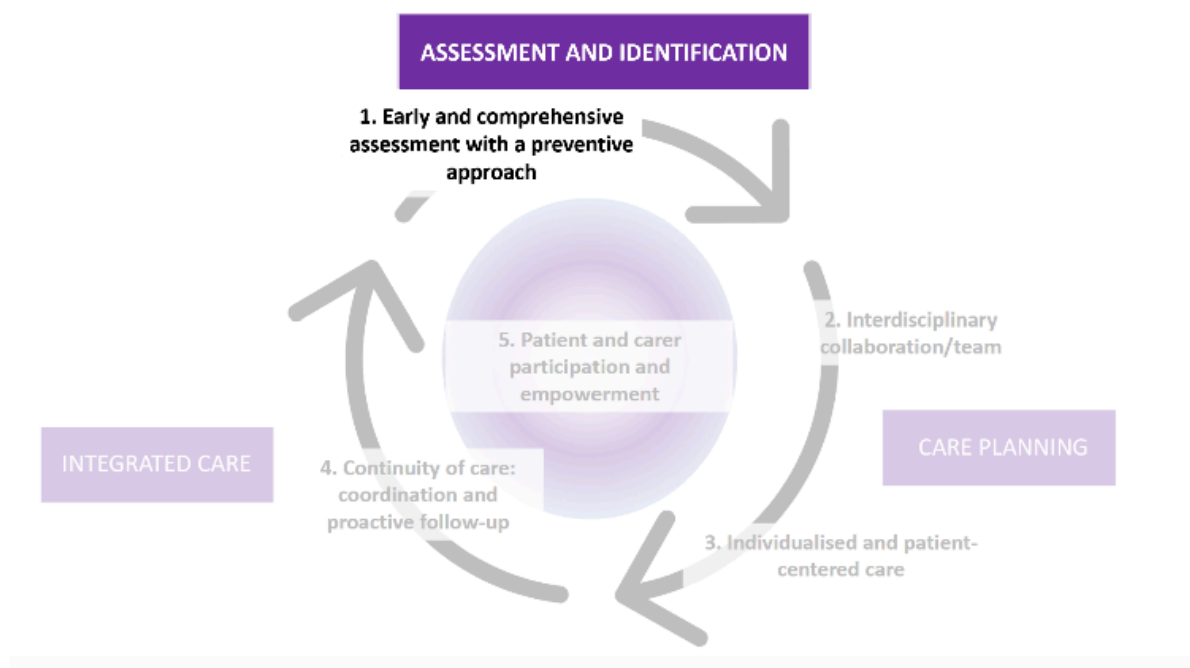 ASSESSMENT AND IDENTIFICATION
1. Early and comprehensive
assessment with a preventive
approach
2. Interdisciplinary
collaboration/team
5. Patient and carer
participation and
empowerment
CARE PLANNING
INTEGRATED CARE
4. Continuity of care:
coordination and
proactive follow-up
3. Individualised and patient-
centered care